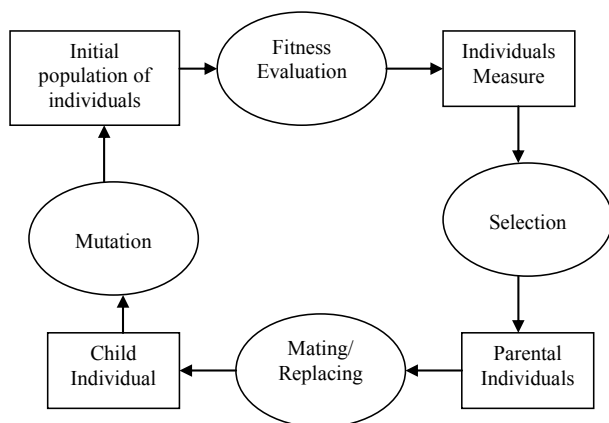 Initial
population of
individuals
Fitness
Evaluation
Individuals
Measure
Selection
Parental
Individuals
Mating/
Replacing
Child
Individual
Mutation